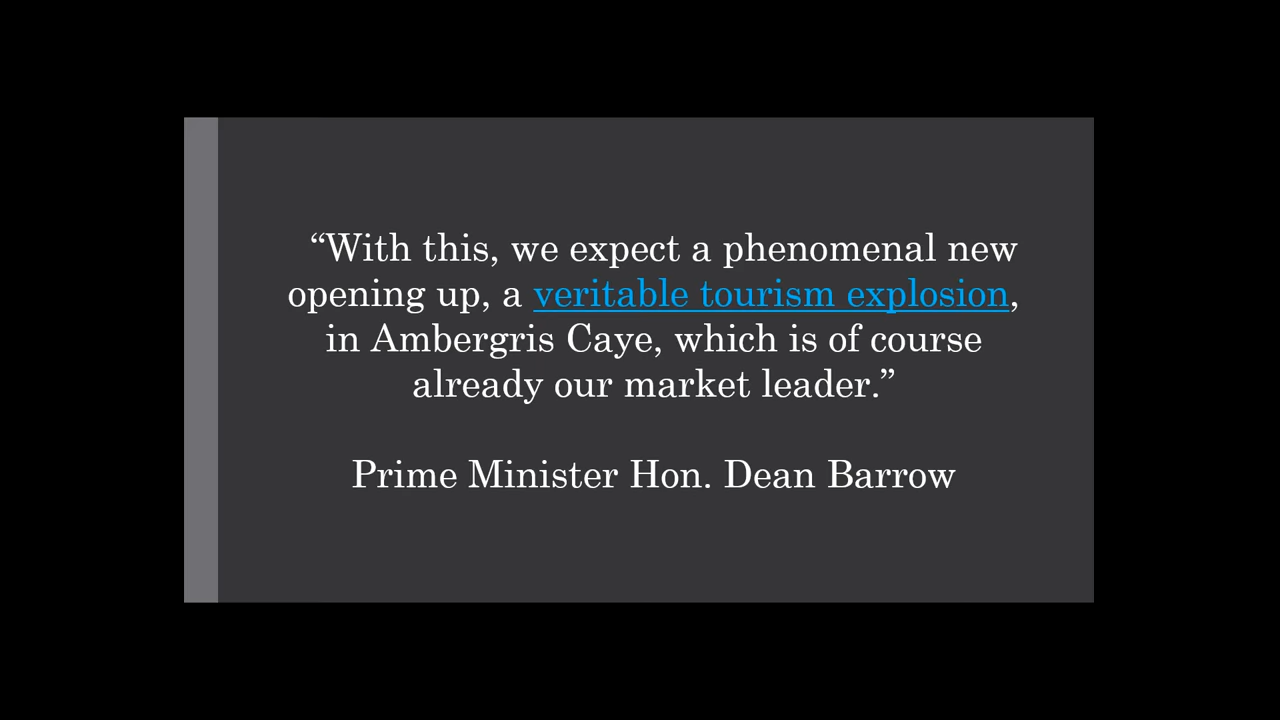 “With this, we expect a phenomenal new
opening up, a veritable tourism explosion,
in Ambergris Caye, which is of course
already our market leader.”
Prime Minister Hon. Dean Barrow